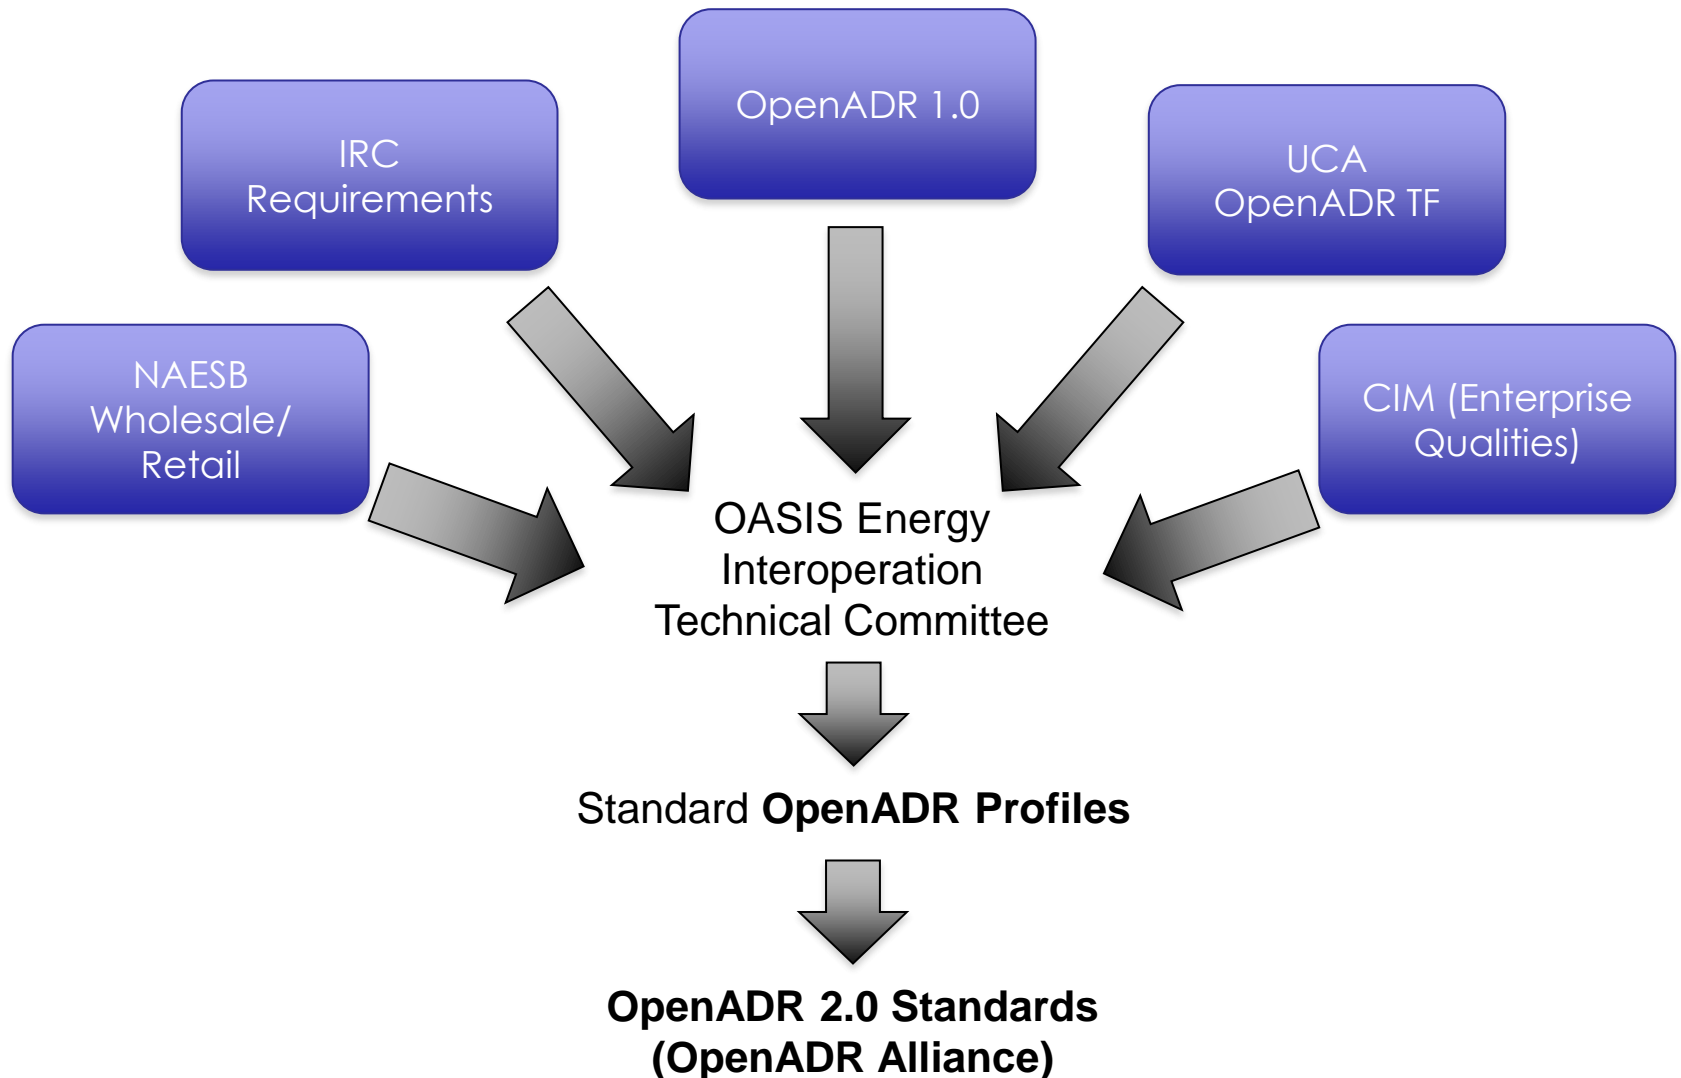 OpenADR 1.0
IRC
Requirements
UCA
OpenADR TF
NAESB
Wholesale/
Retail
CIM (Enterprise
Qualities)
OASIS Energy
Interoperation
Technical Committee
Standard OpenADR Profiles
OpenADR 2.0 Standards
(OpenADR Alliance)